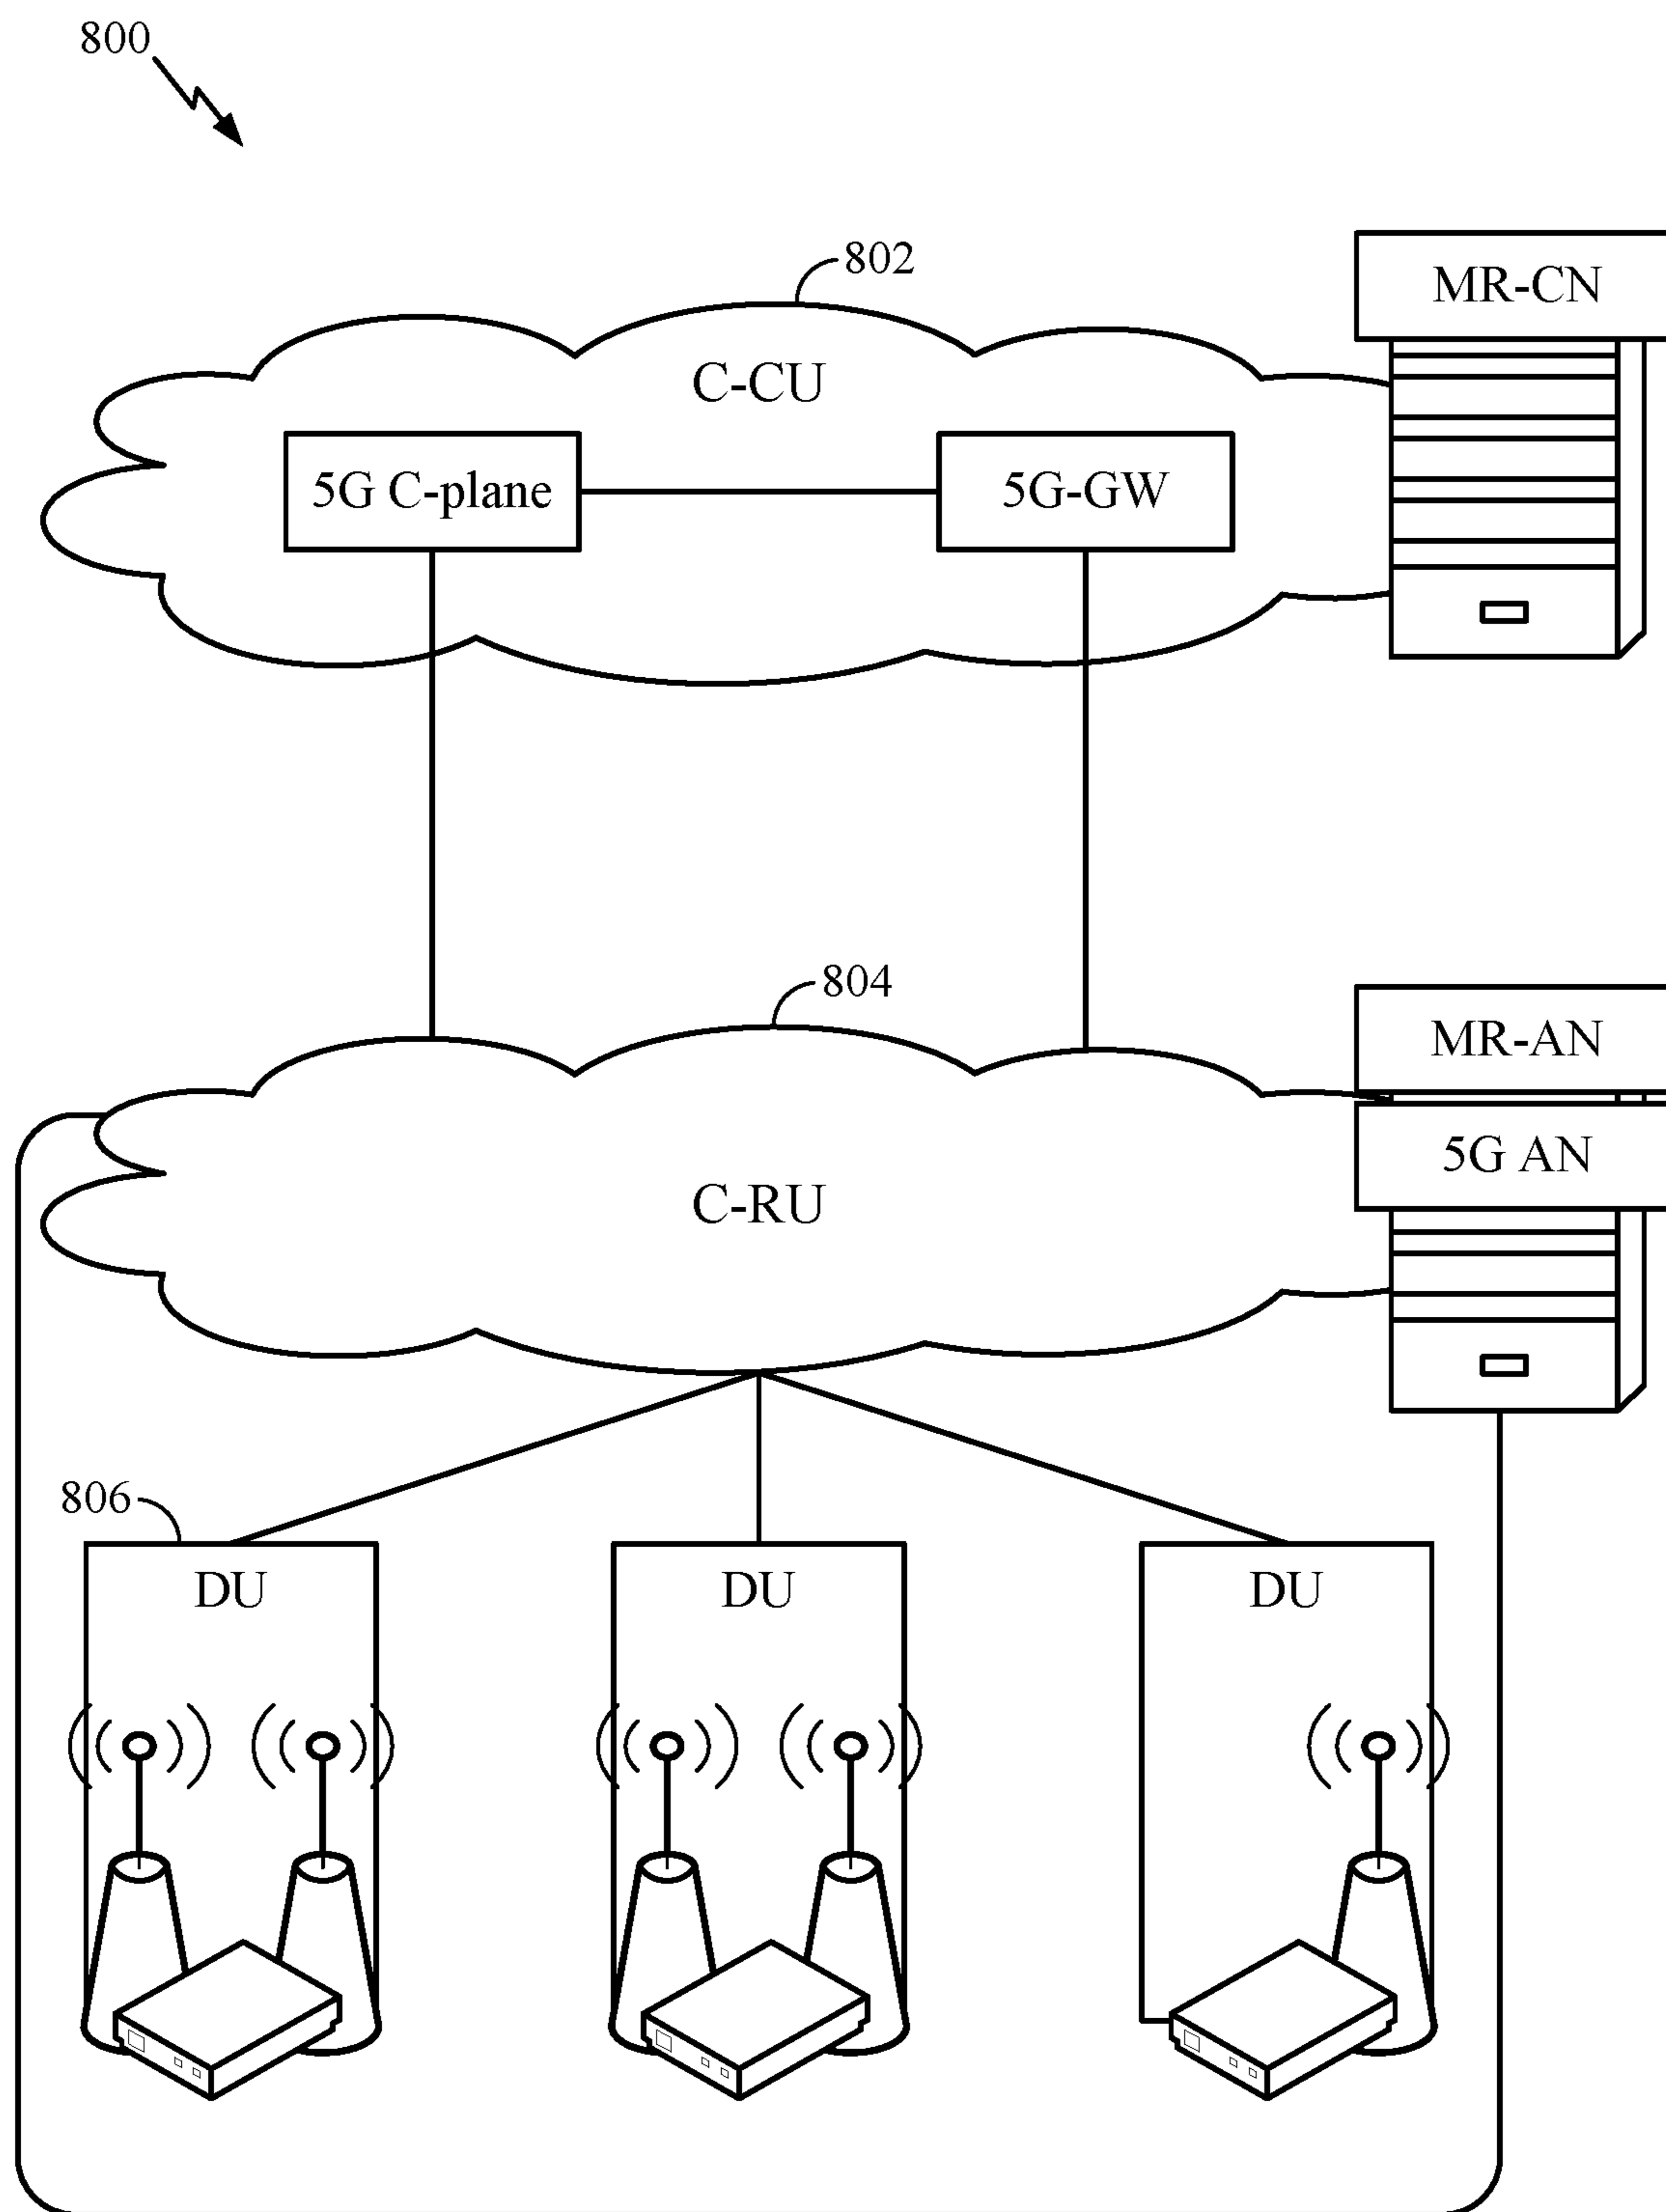 800
802
MR-CN
C-CU
5G C-plane
5G-GW
804
MR-AN
5G AN
C-RU
806
DU
DU
DU